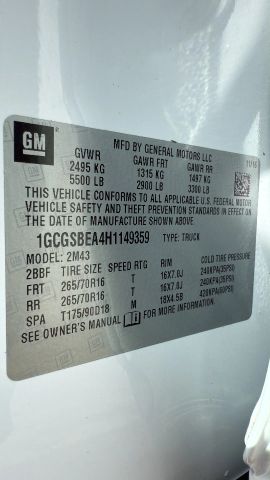 GM
MFD BY GENERAL MOTORS LLC
11/16
GVWR GAWR FRT GAWR RR
2495 KG 1315 KG 1497 KG
5500 LB 2900 LB 3300 LB
THIS VEHICLE CONFORMS TO ALL APPLICABLE U.S. FEDERAL MOTOR
VEHICLE SAFETY AND THEFT PREVENTION STANDARDS IN EFFECT ON
THE DATE OF MANUFACTURE SHOWN ABOVE.
1GCGSBEA4H1149359 TYPE: TRUCK
MODEL: 2M43
2BBF TIRE SIZE SPEED RTG RIM COLD TIRE PRESSURE
FRT 265/70R16 T 16X7.0J 240KPA(35PSI)
RR 265/70R16 T 16X7.0J 240KPA(35PSI)
SPA T175/90D18 M 18X4.5B 420KPA(60PSI)
SEE OWNER'S MANUAL FOR MORE INFORMATION.